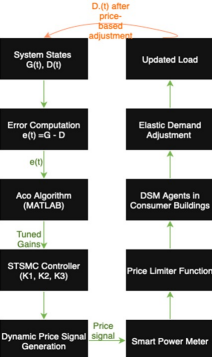 D.(t) after
price-
based
adjustment
System States
G(t), D(t)
Updated Load
Error Computation
e(t) =G - D
Elastic Demand
Adjustment
e(t)
Aco Algorithm
(MATLAB)
DSM Agents in
Consumer Buildings
Tuned
Gains
STSMC Controller
(K1, K2, K3)
Price Limiter Function
Dynamic Price Signal
Generation
Price
signal
Smart Power Meter